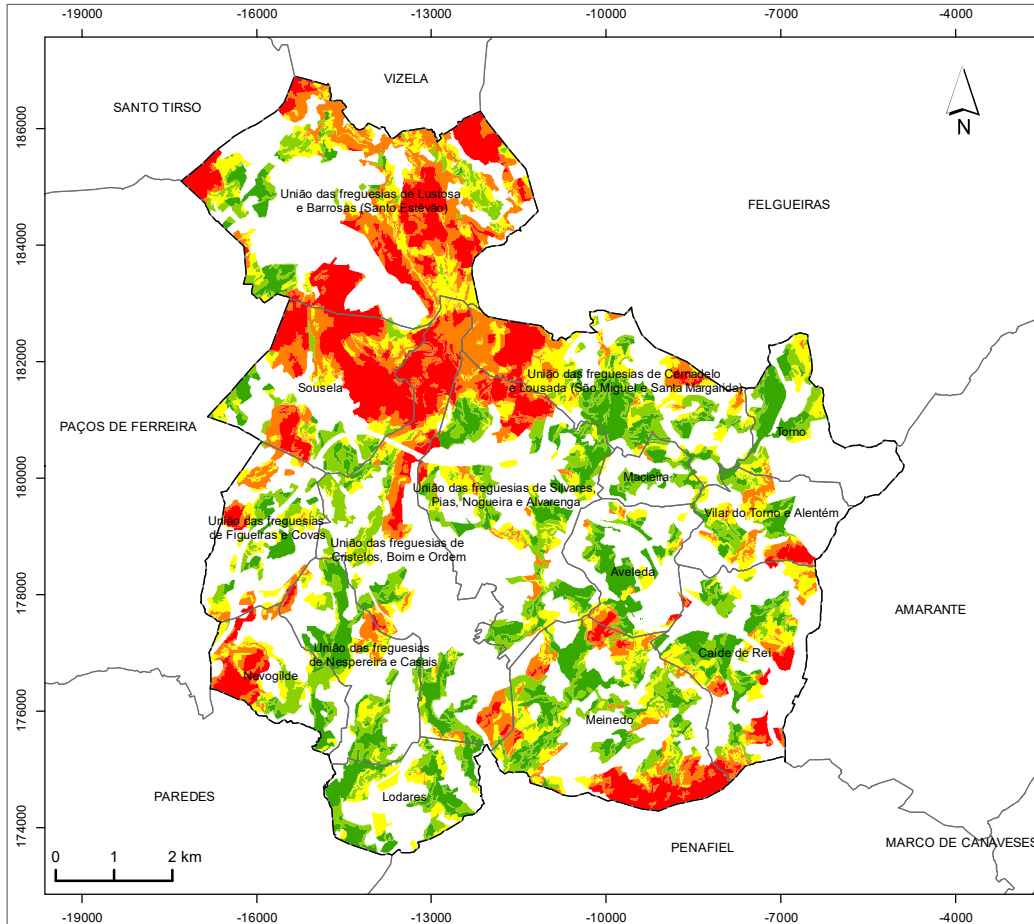 -19000
-16000
-13000
-10000
-7000
-4000
VIZELA
SANTO TIRSO
N
186000
União das freguesias de Lustosa
e Barrosas (Santo Estêvão)
FELGUEIRAS
184000
182000
União das freguesias de Cernadelo
e Lousada (São Miguel e Santa Margarida)
Sousela
PAÇOS DE FERREIRA
Torno
180000
Macieira
União das freguesias de Silvares,
Pias, Nogueira e Alvarenga
Vilar do Torno e Alentém
União das freguesias
de Figueiras e Covas
União das freguesias de
Cristelos, Boim e Ordem
Aveleda
178000
AMARANTE
União das freguesias
de Nespereira e Casais
Caíde de Rei
Nevogilde
176000
Meinedo
PAREDES
Lodares
174000
PENAFIEL
MARCO DE CANAVESES
0 1 2 km
-19000
-16000
-13000
-10000
-7000
-4000